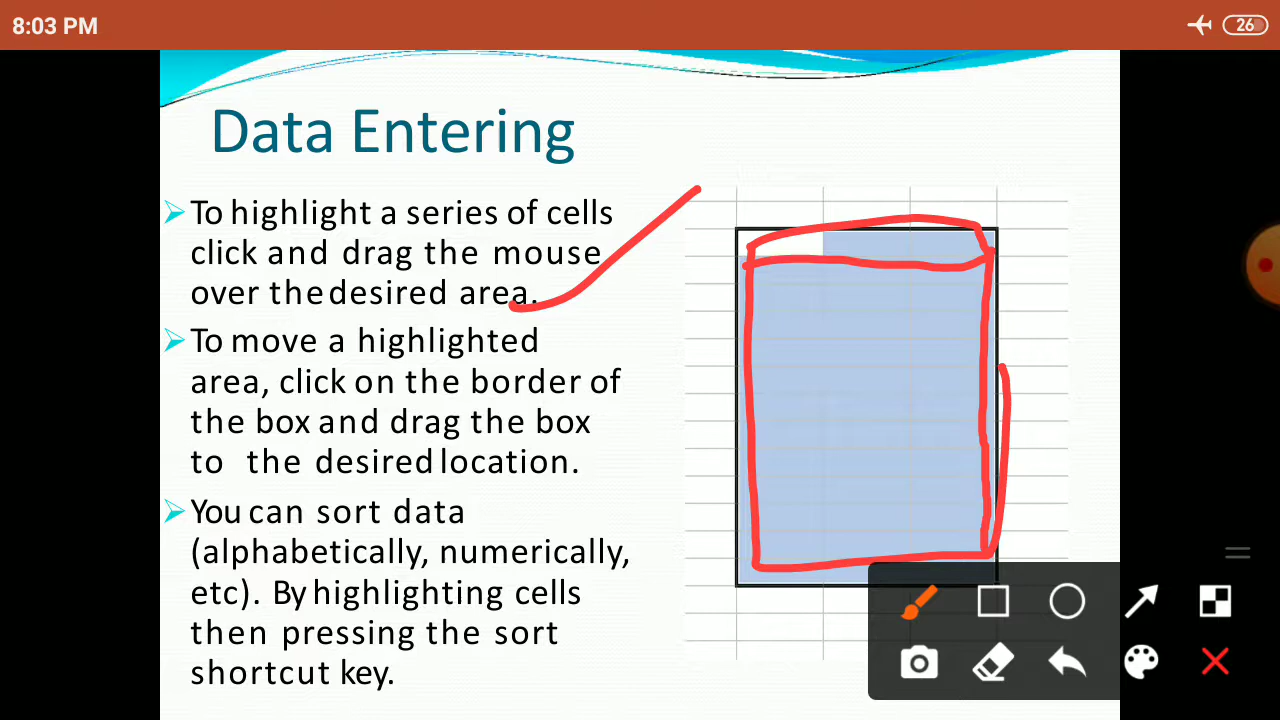 8:03 PM
26
Data Entering
To highlight a series of cells
click and drag the mouse
over the desired area.
To move a highlighted
area, click on the border of
the box and drag the box
to the desired location.
You can sort data
(alphabetically, numerically,
etc). By highlighting cells
then pressing the sort
shortcut key.